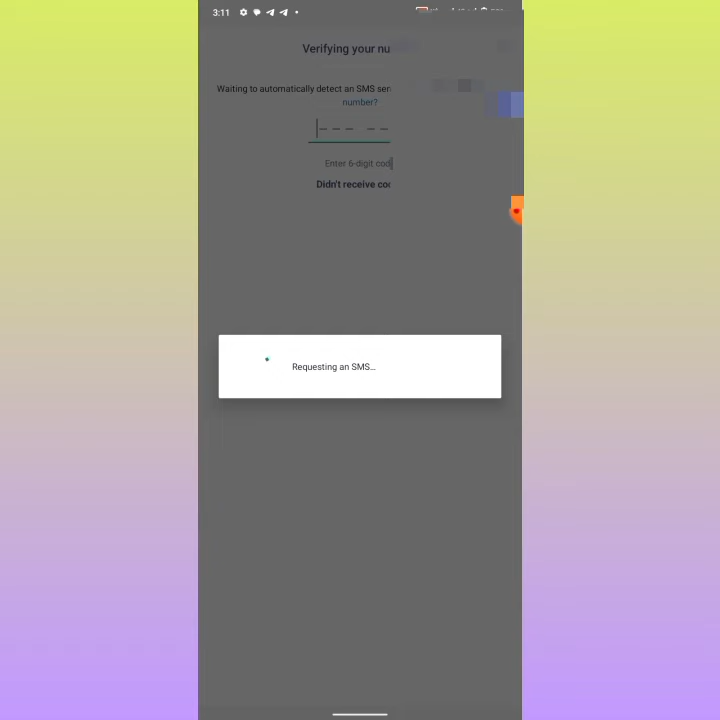 3:11
Verifying your nu
Waiting to automatically detect an SMS sen
number?
Enter 6-digit cod
Didn't receive co
Requesting an SMS...